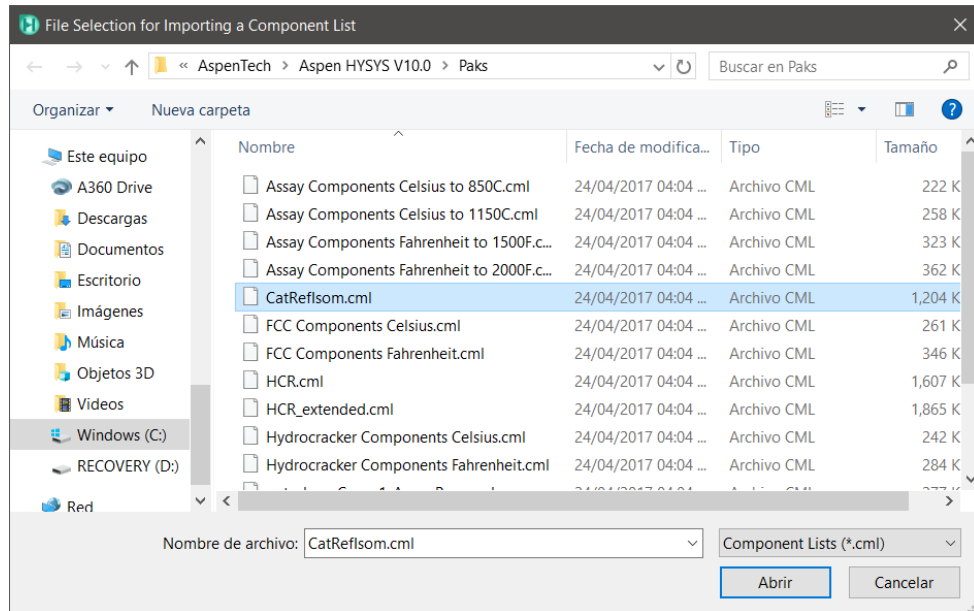 File Selection for Importing a Component List
« AspenTech > Aspen HYSYS V10.0 > Paks
Buscar en Paks
Organizar
Nueva carpeta
Este equipo
A360 Drive
Descargas
Documentos
Escritorio
Imágenes
Música
Objetos 3D
Videos
Windows (C:)
RECOVERY (D:)
Red
Nombre Fecha de modifica... Tipo Tamaño
Assay Components Celsius to 850C.cml 24/04/2017 04:04 ... Archivo CML 222 K
Assay Components Celsius to 1150C.cml 24/04/2017 04:04 ... Archivo CML 258 K
Assay Components Fahrenheit to 1500F.c... 24/04/2017 04:04 ... Archivo CML 323 K
Assay Components Fahrenheit to 2000F.c... 24/04/2017 04:04 ... Archivo CML 362 K
CatRefIsom.cml 24/04/2017 04:04 ... Archivo CML 1,204 K
FCC Components Celsius.cml 24/04/2017 04:04 ... Archivo CML 261 K
FCC Components Fahrenheit.cml 24/04/2017 04:04 ... Archivo CML 346 K
HCR.cml 24/04/2017 04:04 ... Archivo CML 1,607 K
HCR_extended.cml 24/04/2017 04:04 ... Archivo CML 1,865 K
Hydrocracker Components Celsius.cml 24/04/2017 04:04 ... Archivo CML 242 K
Hydrocracker Components Fahrenheit.cml 24/04/2017 04:04 ... Archivo CML 284 K
Nombre de archivo: CatRefIsom.cml
Component Lists (*.cml)
Abrir
Cancelar